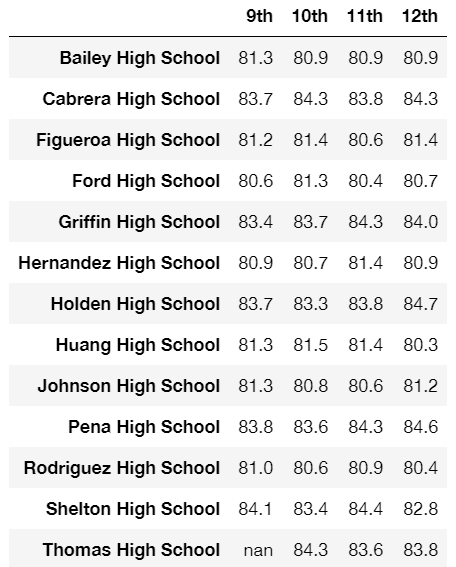 9th 10th 11th 12th
Bailey High School 81.3 80.9 80.9 80.9
Cabrera High School 83.7 84.3 83.8 84.3
Figueroa High School 81.2 81.4 80.6 81.4
Ford High School 80.6 81.3 80.4 80.7
Griffin High School 83.4 83.7 84.3 84.0
Hernandez High School 80.9 80.7 81.4 80.9
Holden High School 83.7 83.3 83.8 84.7
Huang High School 81.3 81.5 81.4 80.3
Johnson High School 81.3 80.8 80.6 81.2
Pena High School 83.8 83.6 84.3 84.6
Rodriguez High School 81.0 80.6 80.9 80.4
Shelton High School 84.1 83.4 84.4 82.8
Thomas High School nan 84.3 83.6 83.8